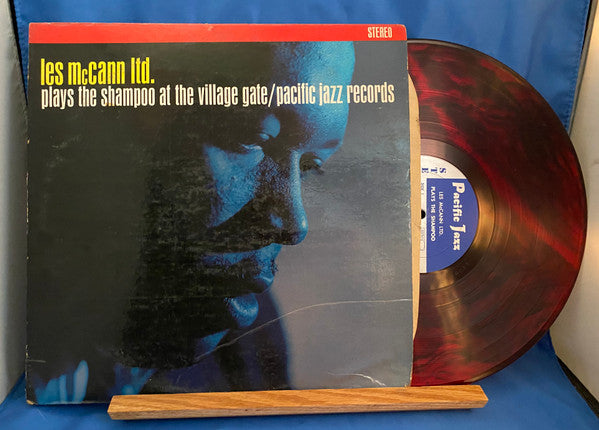 STEREO
les mccann ltd.
plays the shampoo at the village gate/pacific jazz records
ST
Pacific Jazz
LES McCANN LTD.
PLAYS THE SHAMPOO